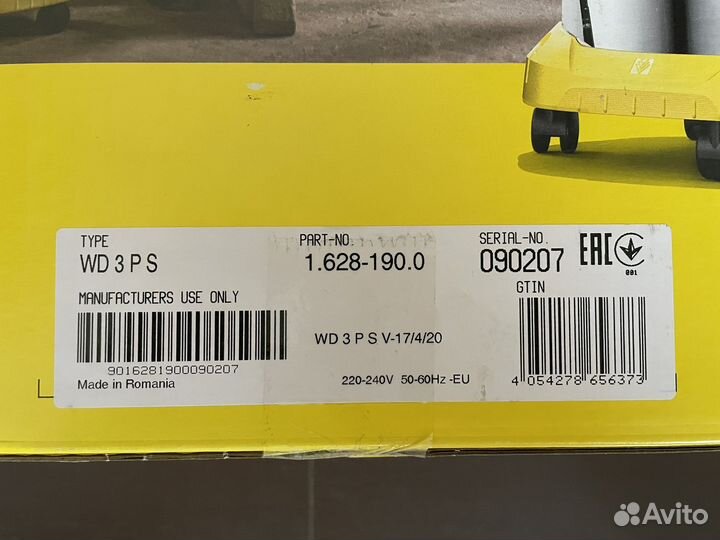 TYPE PART-NO. SERIAL-NO. EAC
WD 3 P S 1.628-190.0 090207
001
MANUFACTURERS USE ONLY GTIN
WD 3 P S V-17/4/20
9016281900090207
Made in Romania 220-240V 50-60Hz -EU 4 054278 656373
Avito